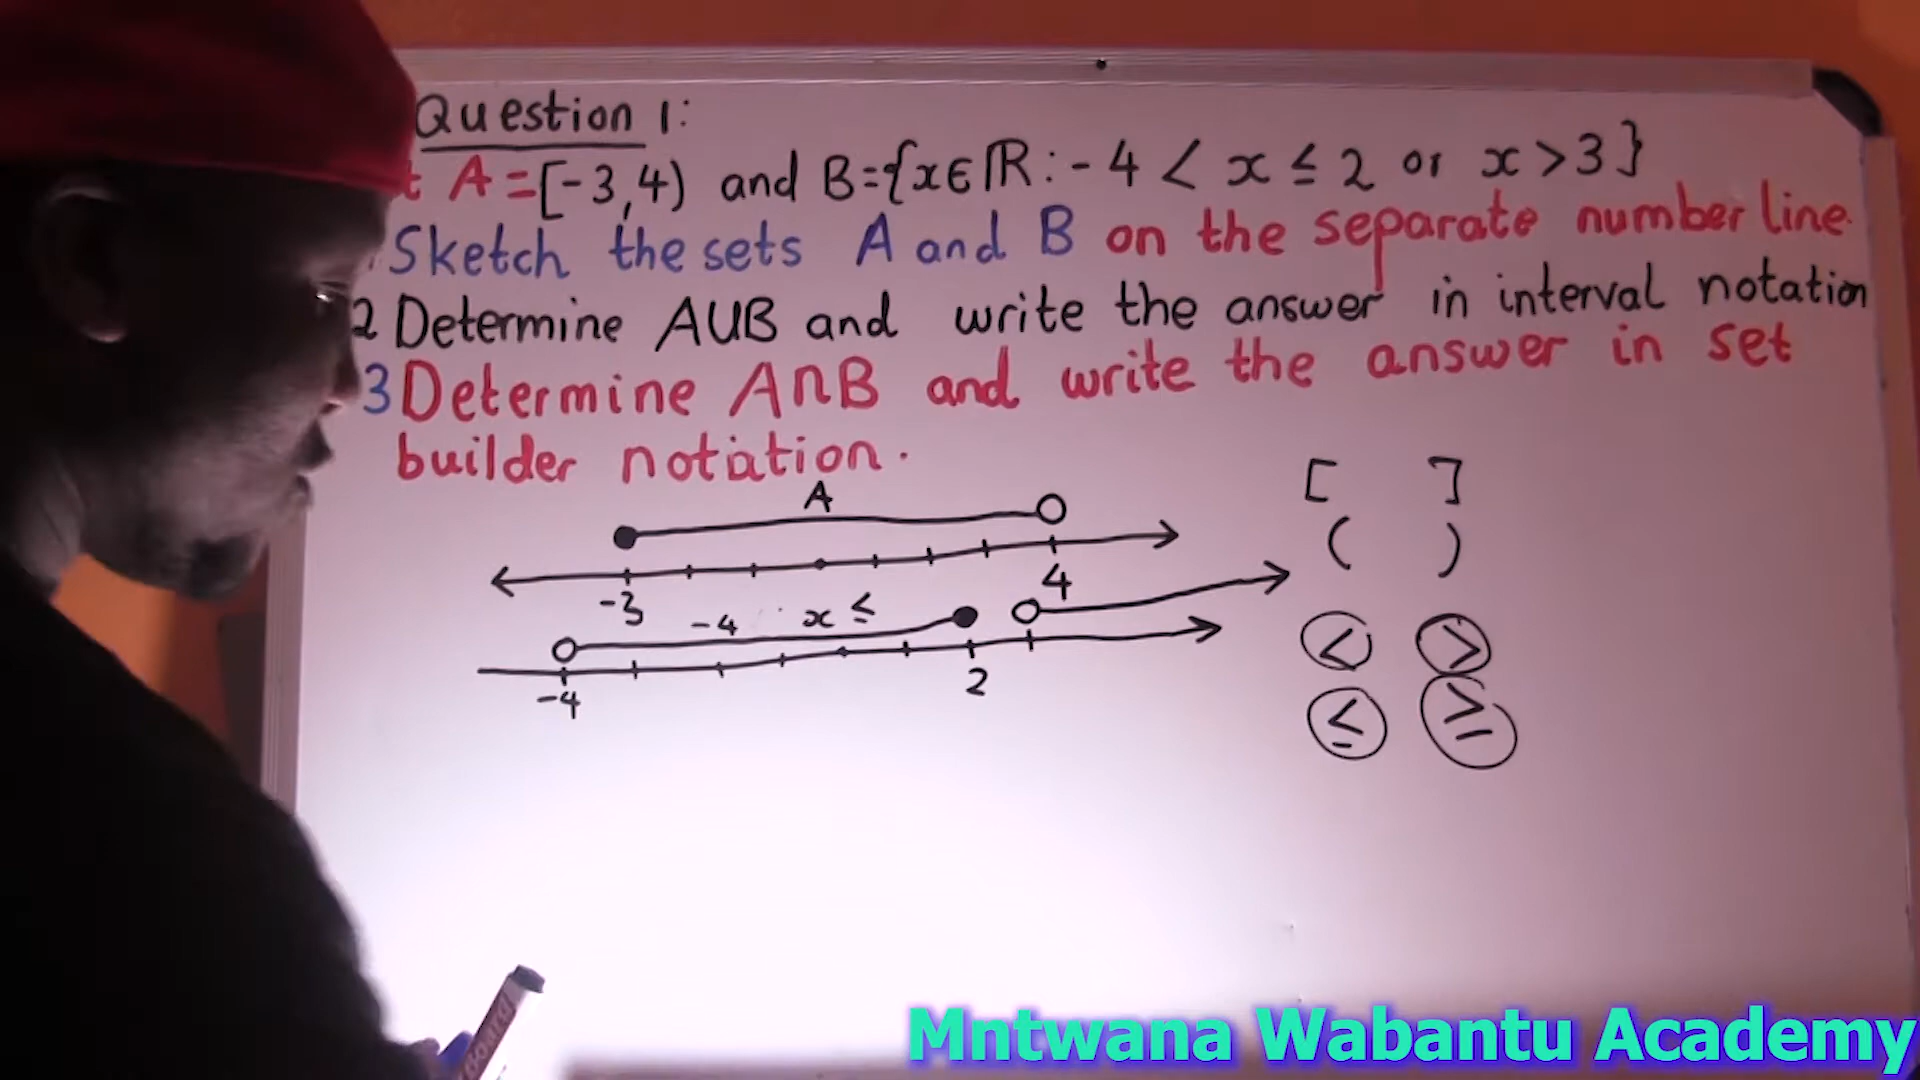 Question 1:
t A=[-3,4) and B={x∈ℝ:-4 < x ≤ 2 or x >3}
Sketch the sets A and B on the separate number line.
2 Determine A∪B and write the answer in interval notation
3 Determine A∩B and write the answer in set
builder notation.
[ ]
A
( )
-3
4
-4 x ≤
< >
-4
2
≤ ≥
GOBOARD
Mntwana Wabantu Academy